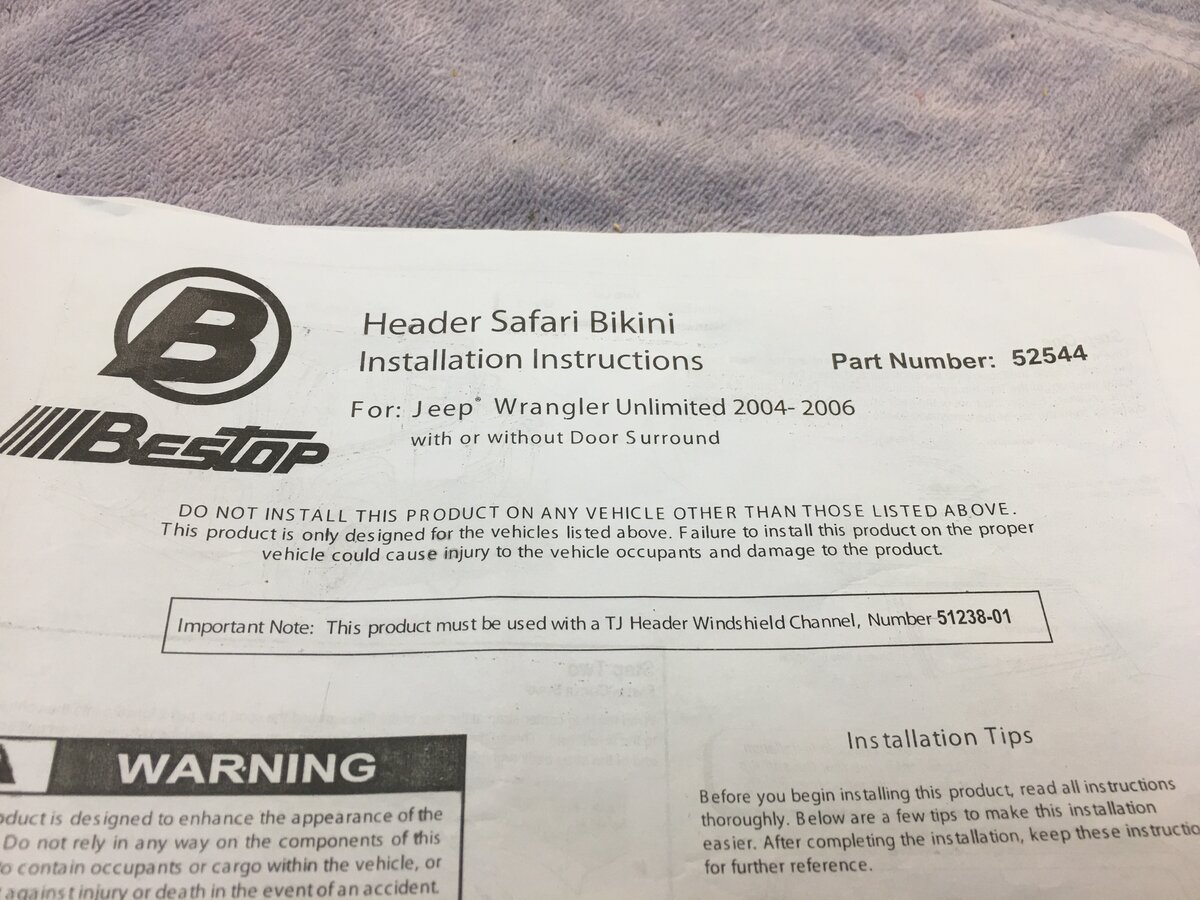 B
BESTOP
Header Safari Bikini
Installation Instructions
Part Number: 52544
For: Jeep® Wrangler Unlimited 2004- 2006
with or without Door Surround
DO NOT INSTALL THIS PRODUCT ON ANY VEHICLE OTHER THAN THOSE LISTED ABOVE.
This product is only designed for the vehicles listed above. Failure to install this product on the proper
vehicle could cause injury to the vehicle occupants and damage to the product.
Important Note: This product must be used with a TJ Header Windshield Channel, Number 51238-01
WARNING
oduct is designed to enhance the appearance of the
Do not rely in any way on the components of this
o contain occupants or cargo within the vehicle, or
against injury or death in the event of an accident.
Installation Tips
Before you begin installing this product, read all instructions
thoroughly. Below are a few tips to make this installation
easier. After completing the installation, keep these instructio
for further reference.